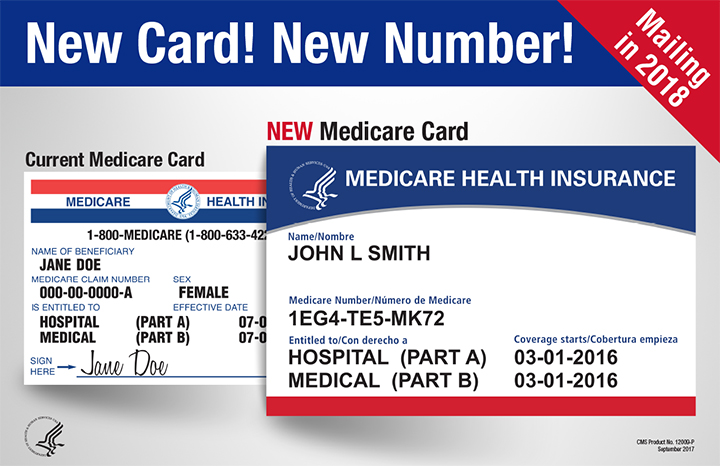 New Card! New Number!
Mailing
in 2018
NEW Medicare Card
Current Medicare Card
MEDICARE HEALTH IN
1-800-MEDICARE (1-800-633-422
NAME OF BENEFICIARY
JANE DOE
MEDICARE CLAIM NUMBER SEX
000-00-0000-A FEMALE
IS ENTITLED TO EFFECTIVE DATE
HOSPITAL (PART A) 07-0
MEDICAL (PART B) 07-0
SIGN
HERE Jane Doe
MEDICARE HEALTH INSURANCE
Name/Nombre
JOHN L SMITH
Medicare Number/Número de Medicare
1EG4-TE5-MK72
Entitled to/Con derecho a Coverage starts/Cobertura empieza
HOSPITAL (PART A) 03-01-2016
MEDICAL (PART B) 03-01-2016
CMS Product No. 12009-P
September 2017